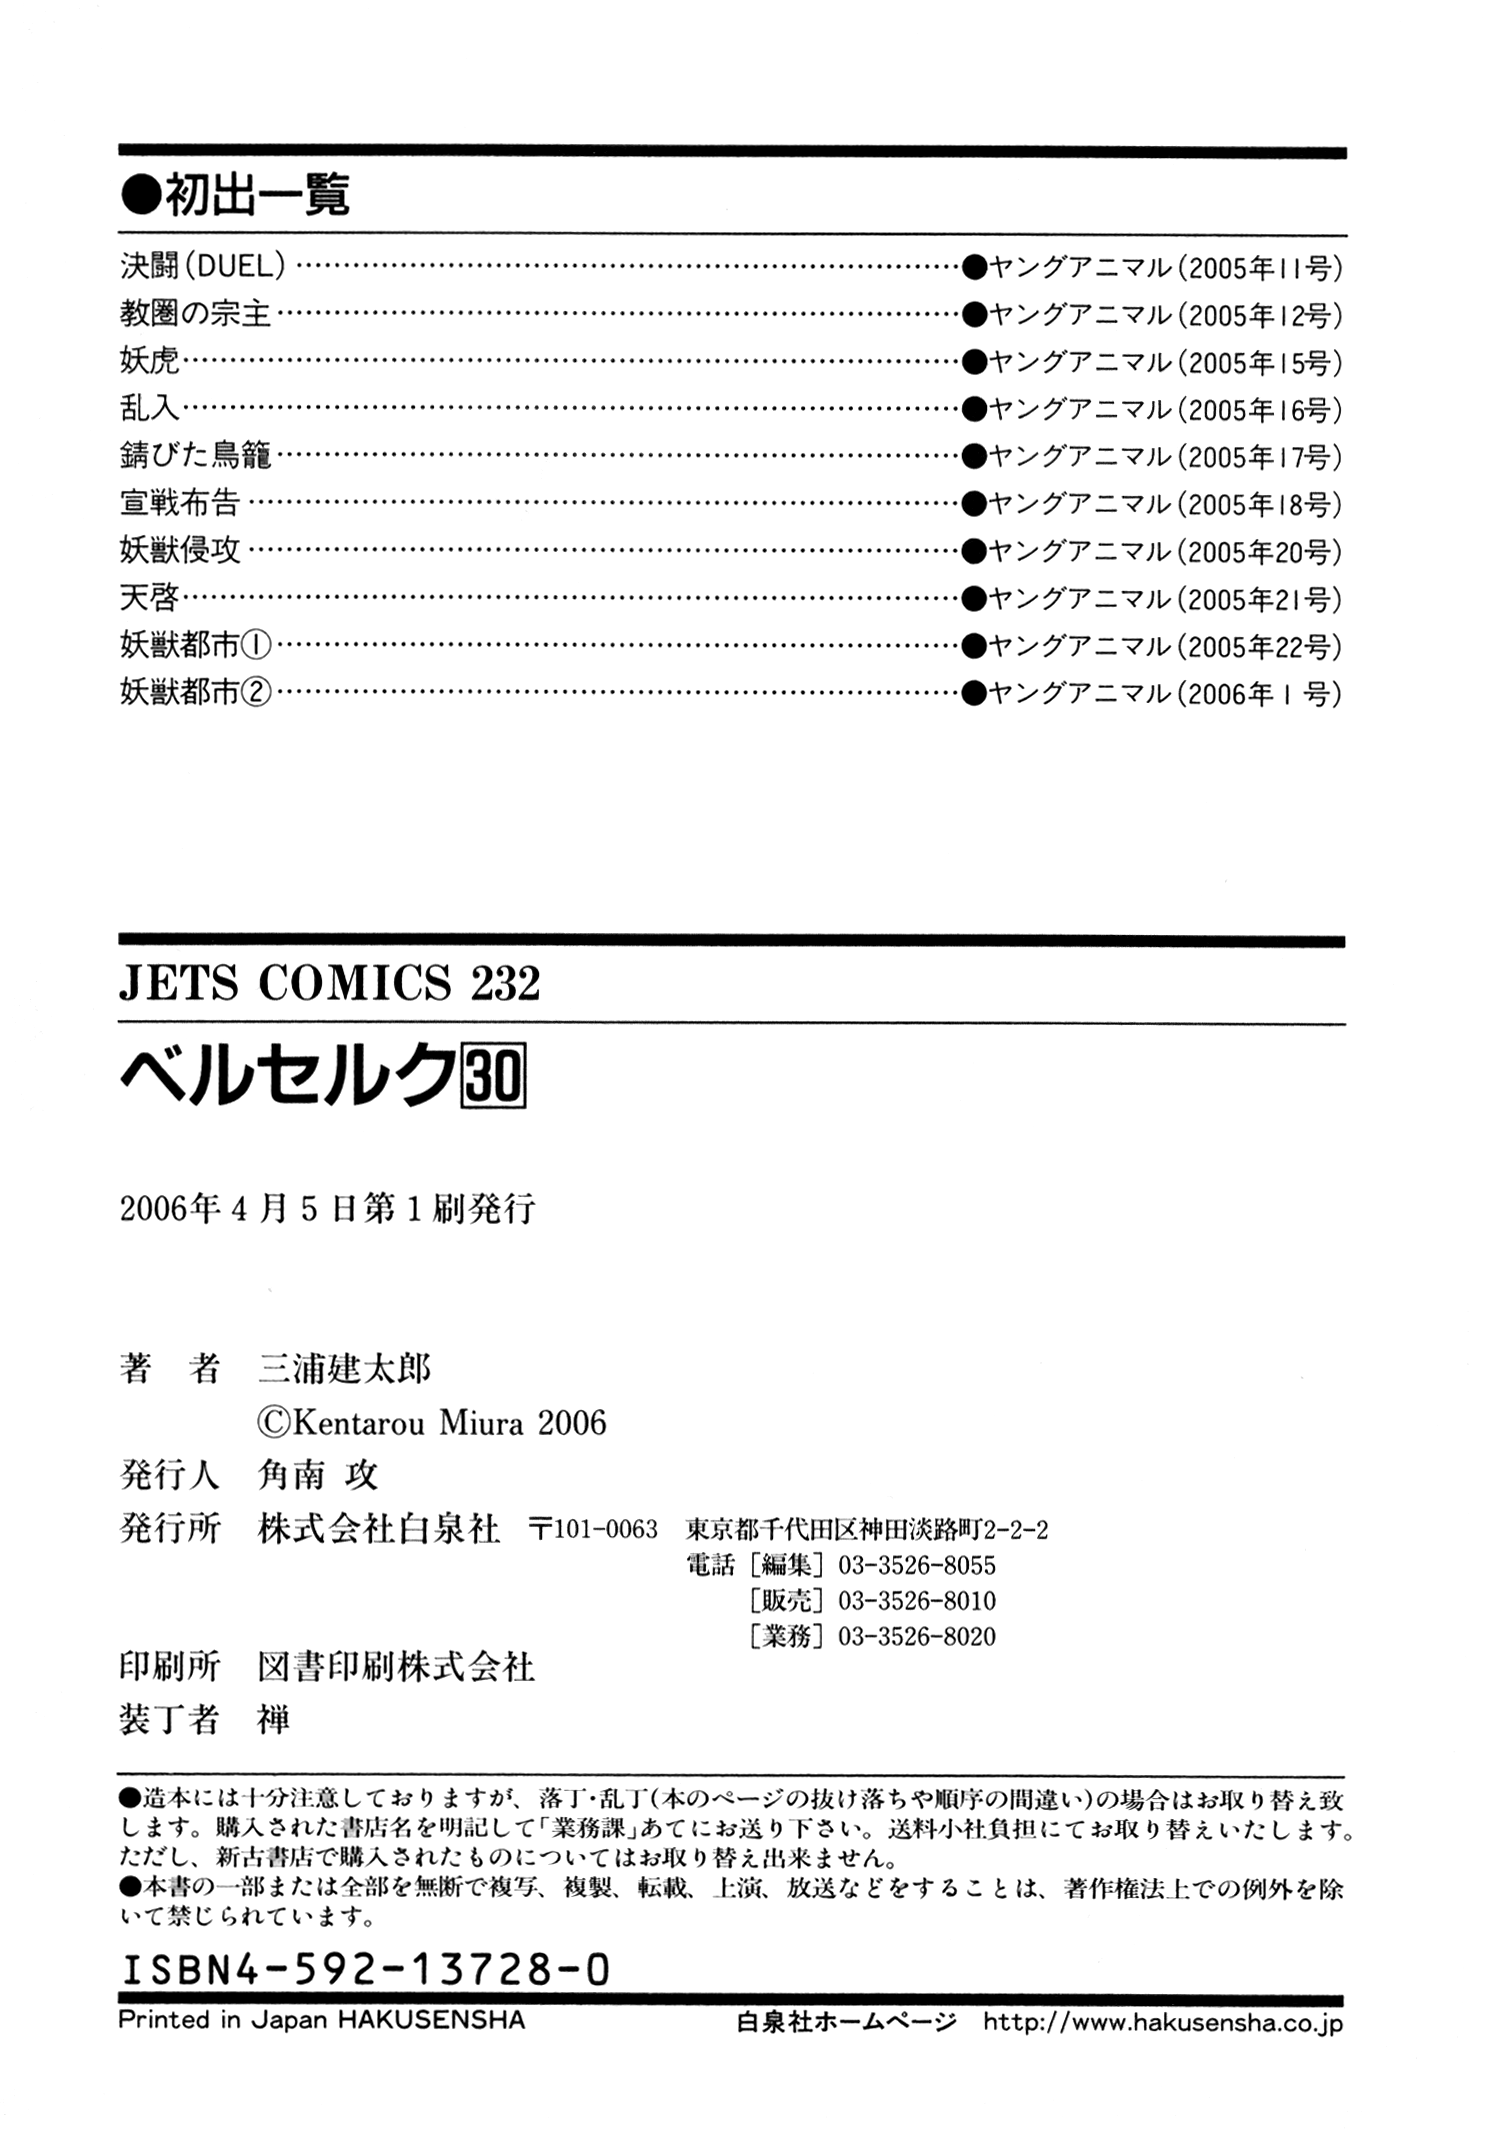 ●初出一覧
決闘(DUEL)……●ヤングアニマル(2005年11号)
教圏の宗主……●ヤングアニマル(2005年12号)
妖虎……●ヤングアニマル(2005年15号)
乱入……●ヤングアニマル(2005年16号)
錆びた鳥籠……●ヤングアニマル(2005年17号)
宣戦布告……●ヤングアニマル(2005年18号)
妖獣侵攻……●ヤングアニマル(2005年20号)
天啓……●ヤングアニマル(2005年21号)
妖獣都市①……●ヤングアニマル(2005年22号)
妖獣都市②……●ヤングアニマル(2006年1号)
JETS COMICS 232
ベルセルク30
2006年4月5日第1刷発行
著　者　三浦建太郎
©Kentarou Miura 2006
発行人　角南 攻
発行所　株式会社白泉社　〒101-0063　東京都千代田区神田淡路町2-2-2
電話［編集］03-3526-8055
［販売］03-3526-8010
［業務］03-3526-8020
印刷所　図書印刷株式会社
装丁者　禅
●造本には十分注意しておりますが、落丁・乱丁(本のページの抜け落ちや順序の間違い)の場合はお取り替え致
します。購入された書店名を明記して「業務課」あてにお送り下さい。送料小社負担にてお取り替えいたします。
ただし、新古書店で購入されたものについてはお取り替え出来ません。
●本書の一部または全部を無断で複写、複製、転載、上演、放送などをすることは、著作権法上での例外を除
いて禁じられています。
ISBN4-592-13728-0
Printed in Japan HAKUSENSHA　白泉社ホームページ　http://www.hakusensha.co.jp